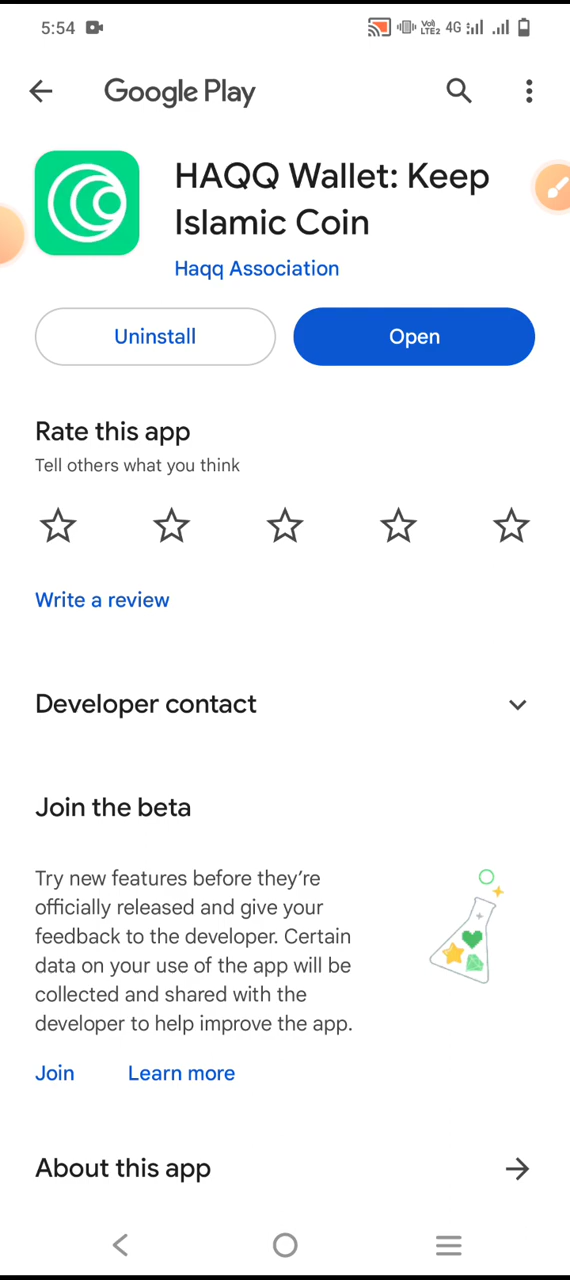 5:54
Vo)
LTE2
4G
Google Play
HAQQ Wallet: Keep
Islamic Coin
Haqq Association
Uninstall
Open
Rate this app
Tell others what you think
Write a review
Developer contact
Join the beta
Try new features before they’re
officially released and give your
feedback to the developer. Certain
data on your use of the app will be
collected and shared with the
developer to help improve the app.
Join
Learn more
About this app